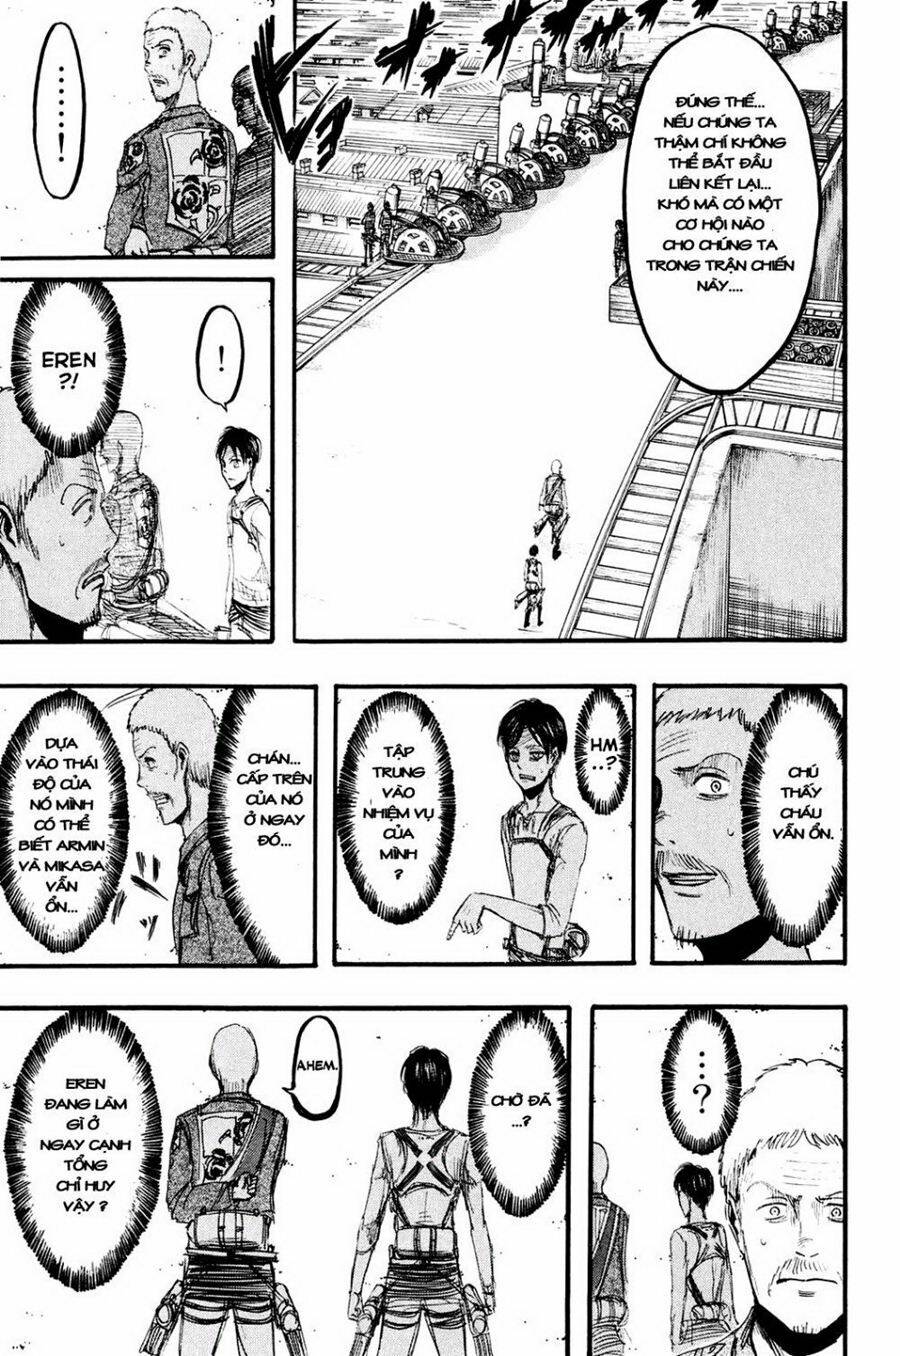 ĐÚNG THẾ...
NẾU CHÚNG TA
THẬM CHÍ KHÔNG
THỂ BẮT ĐẦU
LIÊN KẾT LẠI...
KHÓ MÀ CÓ MỘT
CƠ HỘI NÀO
CHO CHÚNG TA
TRONG TRẬN CHIẾN
NÀY....
.......!
!
EREN
?!
CHÚ
THẤY
CHÁU
VẪN ỔN.
HM
..?
TẬP
TRUNG
VÀO
NHIỆM VỤ
CỦA
MÌNH
?
CHÁN...
CẤP TRÊN
CỦA NÓ
Ở NGAY
ĐÓ...
DỰA
VÀO THÁI
ĐỘ CỦA
NÓ MÌNH
CÓ THỂ
BIẾT ARMIN
VÀ MIKASA
VẪN
ỔN...
...?
CHỜ ĐÃ
...?
AHEM.
EREN
ĐANG LÀM
GÌ Ở
NGAY CẠNH
TỔNG
CHỈ HUY
VẬY ?